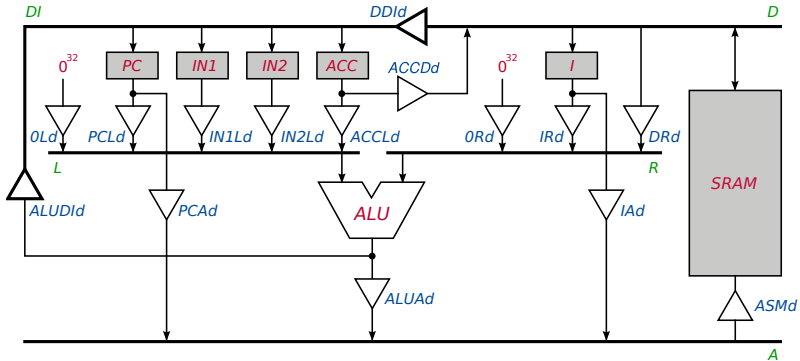 DI DDId D
0³² PC IN1 IN2 ACC ACCDd 0³² I
0Ld PCLd IN1Ld IN2Ld ACCLd 0Rd IRd DRd
L R
SRAM
ALUDId PCAd ALU IAd
ALUAd ASMd
A